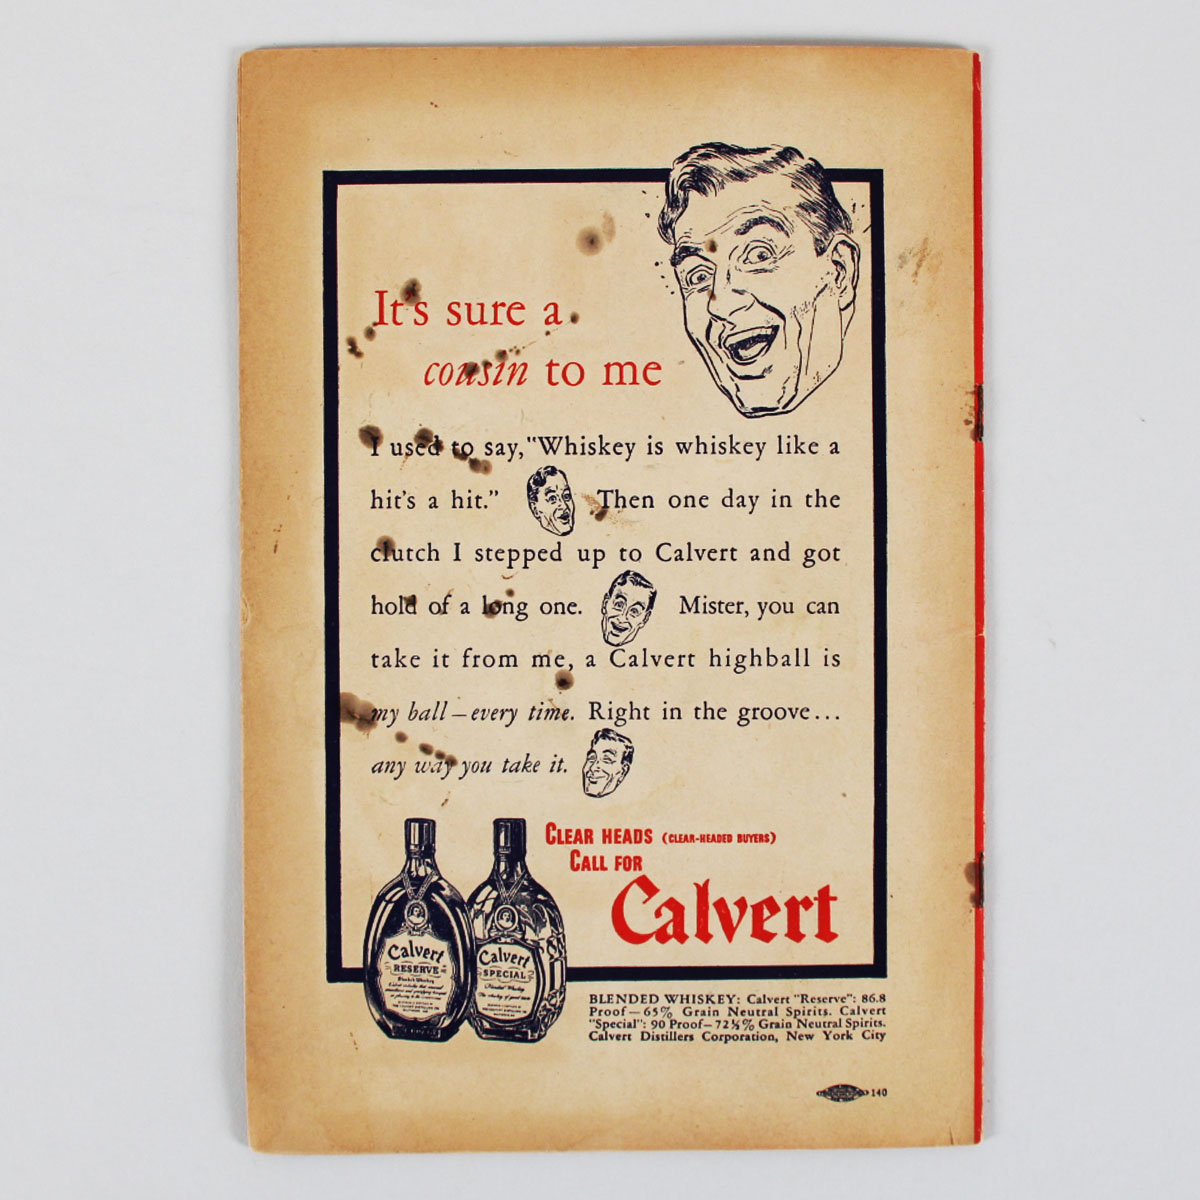 It's sure a
cousin to me
I used to say, "Whiskey is whiskey like a
hit's a hit." Then one day in the
clutch I stepped up to Calvert and got
hold of a long one. Mister, you can
take it from me, a Calvert highball is
my ball — every time. Right in the groove...
any way you take it.
CLEAR HEADS (CLEAR-HEADED BUYERS)
CALL FOR
Calvert
Calvert
RESERVE
Blended Whiskey
Calvert
SPECIAL
Blended Whiskey
BLENDED WHISKEY: Calvert "Reserve": 86.8
Proof — 65% Grain Neutral Spirits. Calvert
"Special": 90 Proof — 72½% Grain Neutral Spirits.
Calvert Distillers Corporation, New York City
140